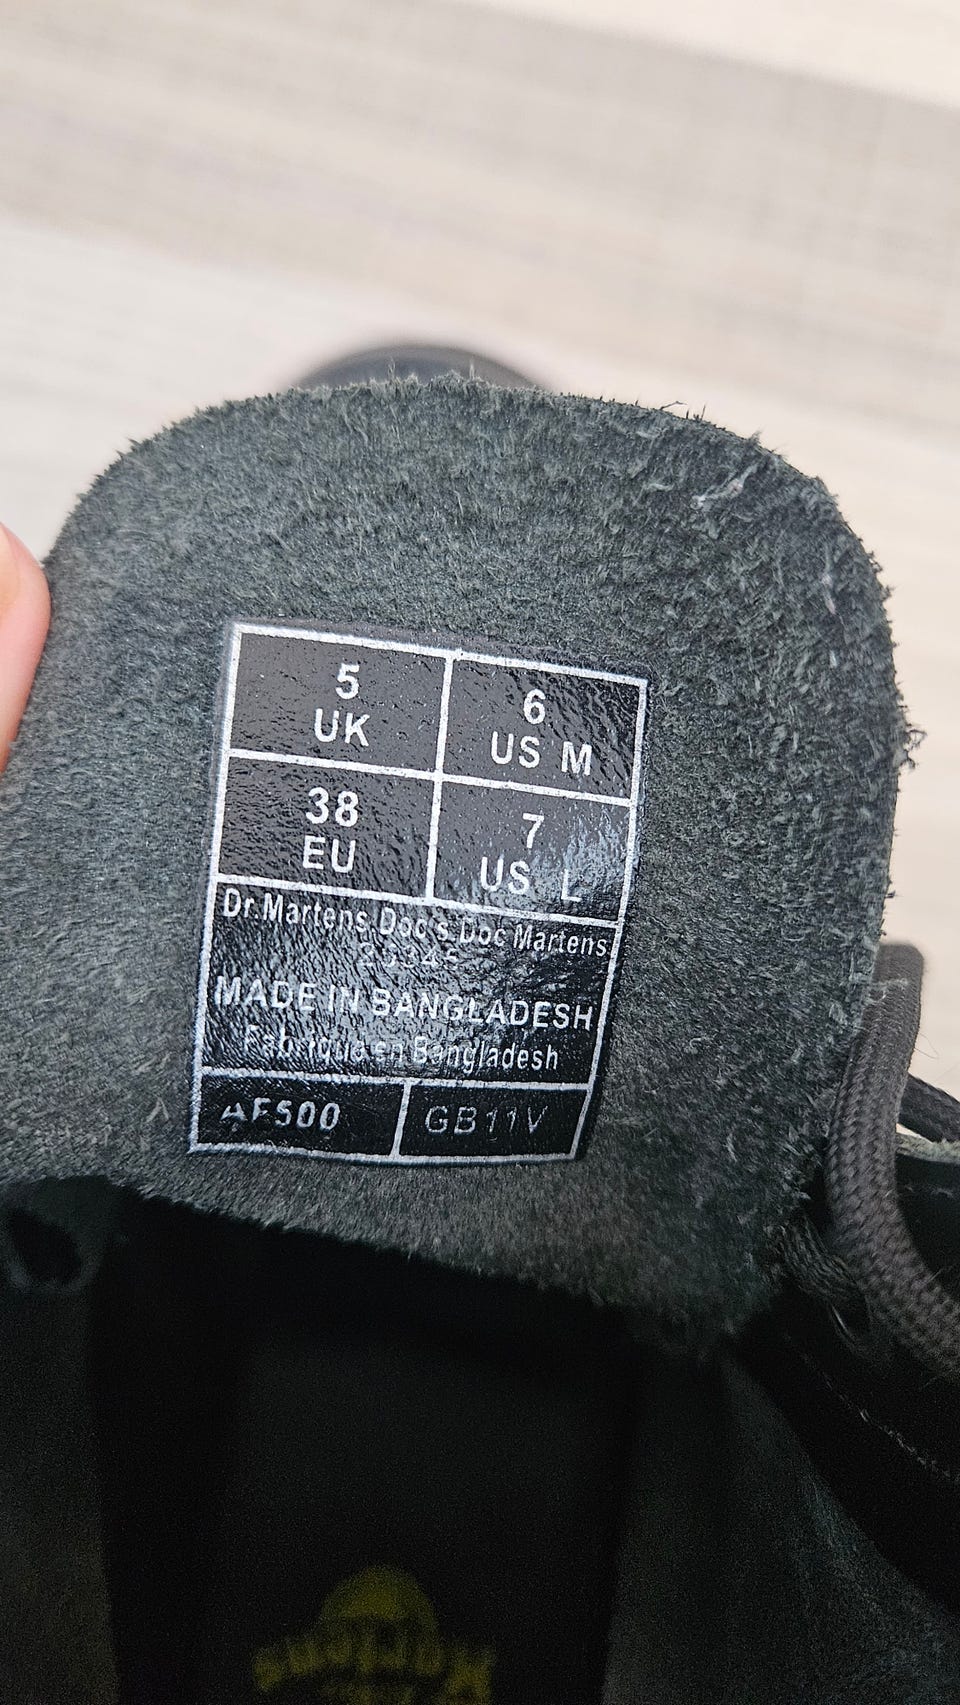 5
UK
6
US M
38
EU
7
US L
Dr.Martens Doc's Doc Martens
MADE IN BANGLADESH
Fabriqué en Bangladesh
AF500
GB11V